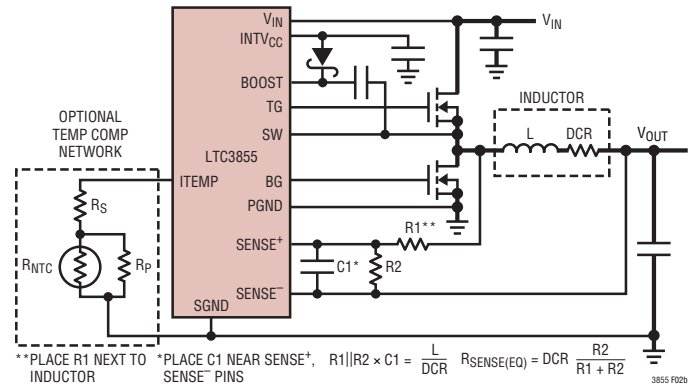 VIN
VIN
INTVCC
BOOST
TG
SW
LTC3855
ITEMP
BG
PGND
SENSE+
SENSE−
SGND
OPTIONAL
TEMP COMP
NETWORK
RS
RNTC
RP
INDUCTOR
L
DCR
VOUT
R1**
C1*
R2
**PLACE R1 NEXT TO
INDUCTOR
*PLACE C1 NEAR SENSE+,
SENSE− PINS
R1||R2 × C1 = L
DCR
RSENSE(EQ) = DCR R2
R1 + R2
3855 F02b